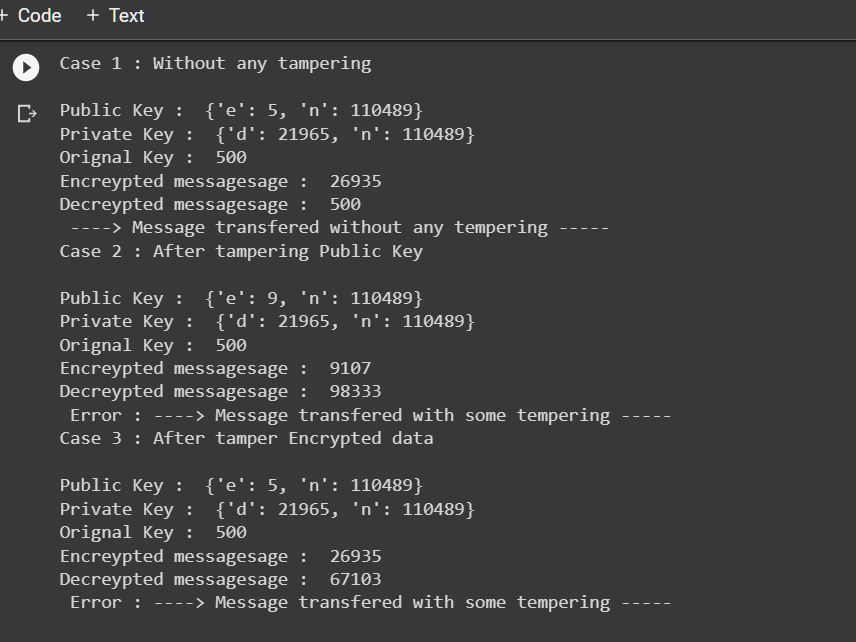 + Code + Text
Case 1 : Without any tampering
Public Key :  {'e': 5, 'n': 110489}
Private Key :  {'d': 21965, 'n': 110489}
Orignal Key :  500
Encreypted messagesage :  26935
Decreypted messagesage :  500
 ----> Message transfered without any tempering -----
Case 2 : After tampering Public Key
Public Key :  {'e': 9, 'n': 110489}
Private Key :  {'d': 21965, 'n': 110489}
Orignal Key :  500
Encreypted messagesage :  9107
Decreypted messagesage :  98333
 Error : ----> Message transfered with some tempering -----
Case 3 : After tamper Encrypted data
Public Key :  {'e': 5, 'n': 110489}
Private Key :  {'d': 21965, 'n': 110489}
Orignal Key :  500
Encreypted messagesage :  26935
Decreypted messagesage :  67103
 Error : ----> Message transfered with some tempering -----